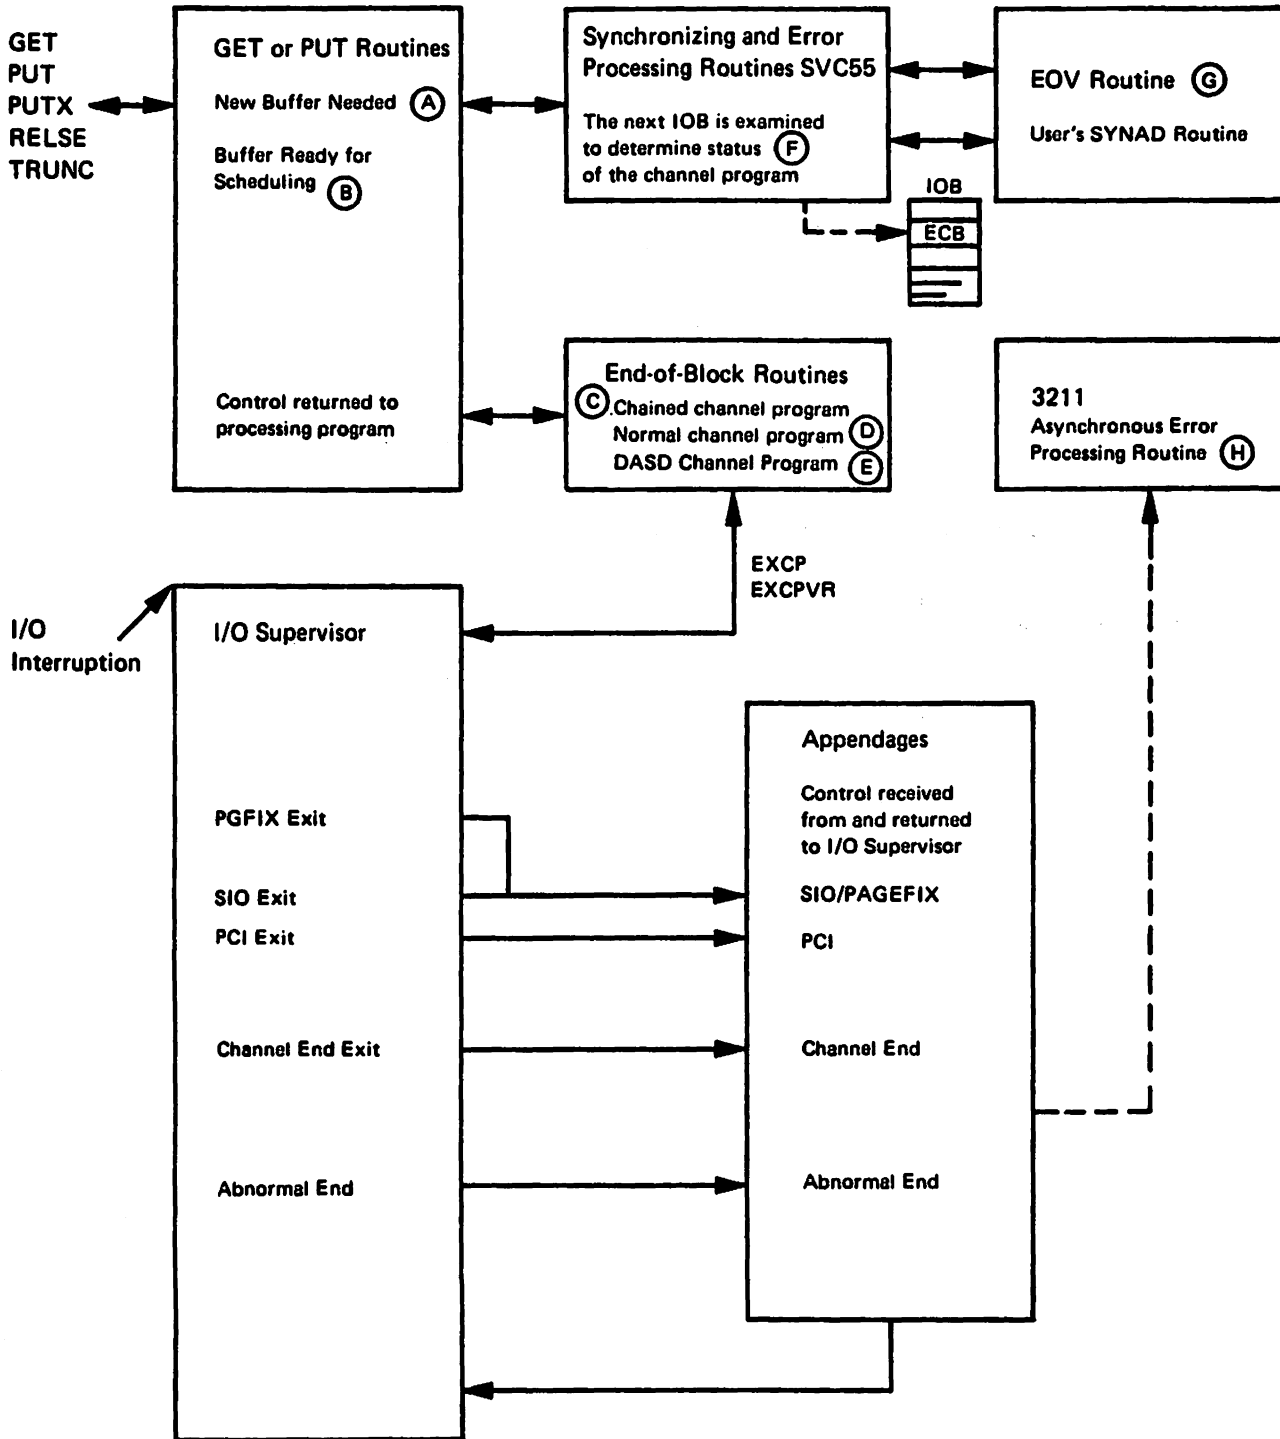 GET
PUT
PUTX
RELSE
TRUNC
GET or PUT Routines
New Buffer Needed A
Buffer Ready for
Scheduling B
Control returned to
processing program
Synchronizing and Error
Processing Routines SVC55
The next IOB is examined
to determine status F
of the channel program
EOV Routine G
User's SYNAD Routine
IOB
ECB
End-of-Block Routines
C .Chained channel program
Normal channel program D
DASD Channel Program E
3211
Asynchronous Error
Processing Routine H
EXCP
EXCPVR
I/O
Interruption
I/O Supervisor
PGFIX Exit
SIO Exit
PCI Exit
Channel End Exit
Abnormal End
Appendages
Control received
from and returned
to I/O Supervisor
SIO/PAGEFIX
PCI
Channel End
Abnormal End